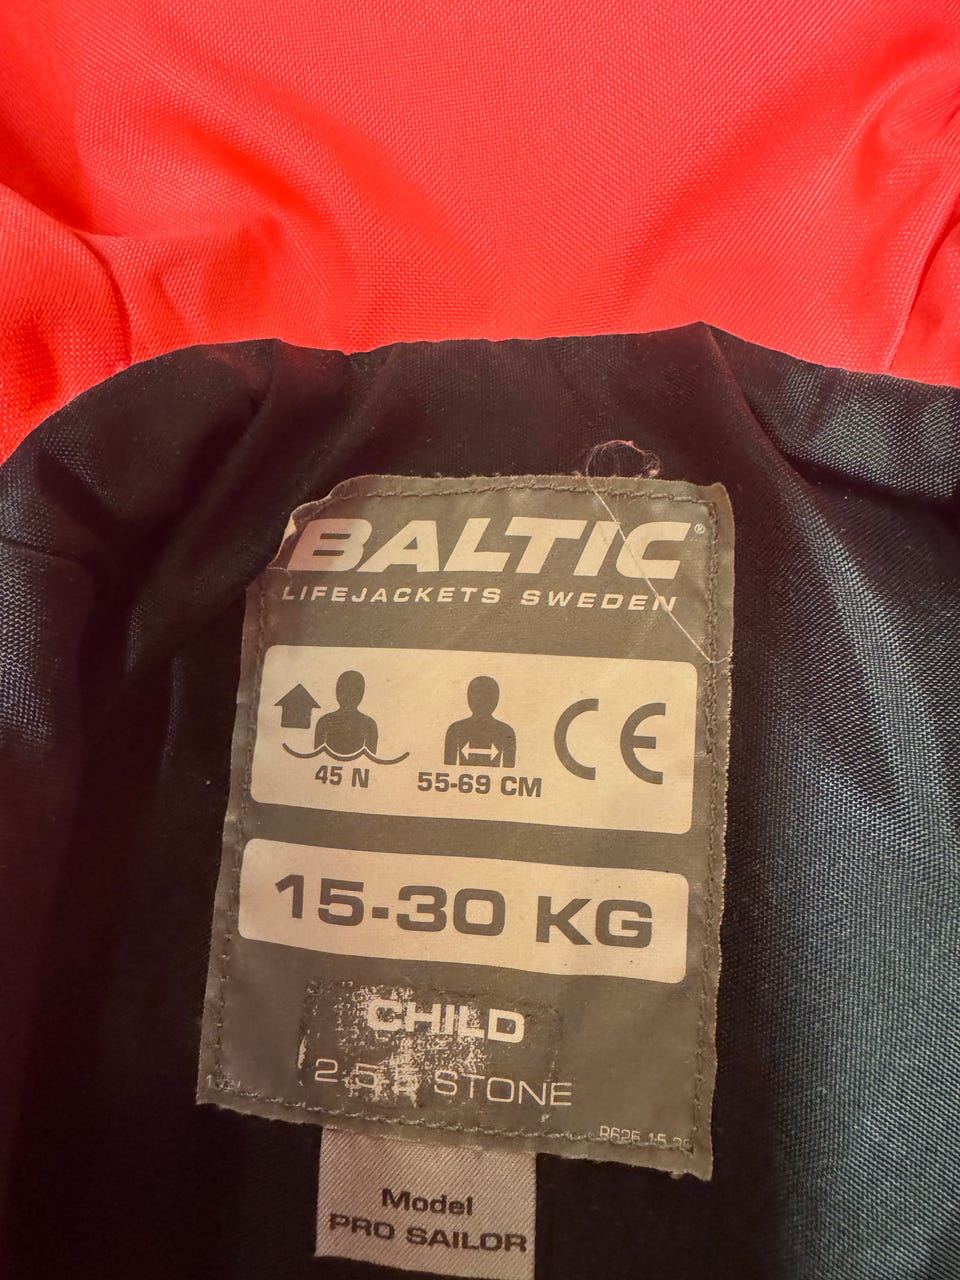 BALTIC®
LIFEJACKETS SWEDEN
45 N
55-69 CM
CE
15-30 KG
CHILD
STONE
Model
PRO SAILOR